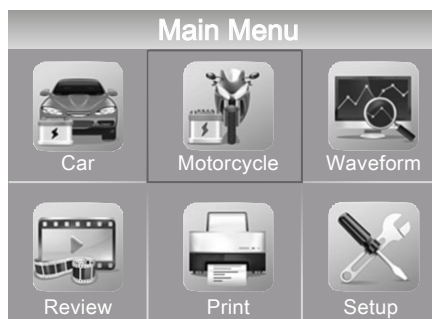 Main Menu
Car
Motorcycle
Waveform
Review
Print
Setup